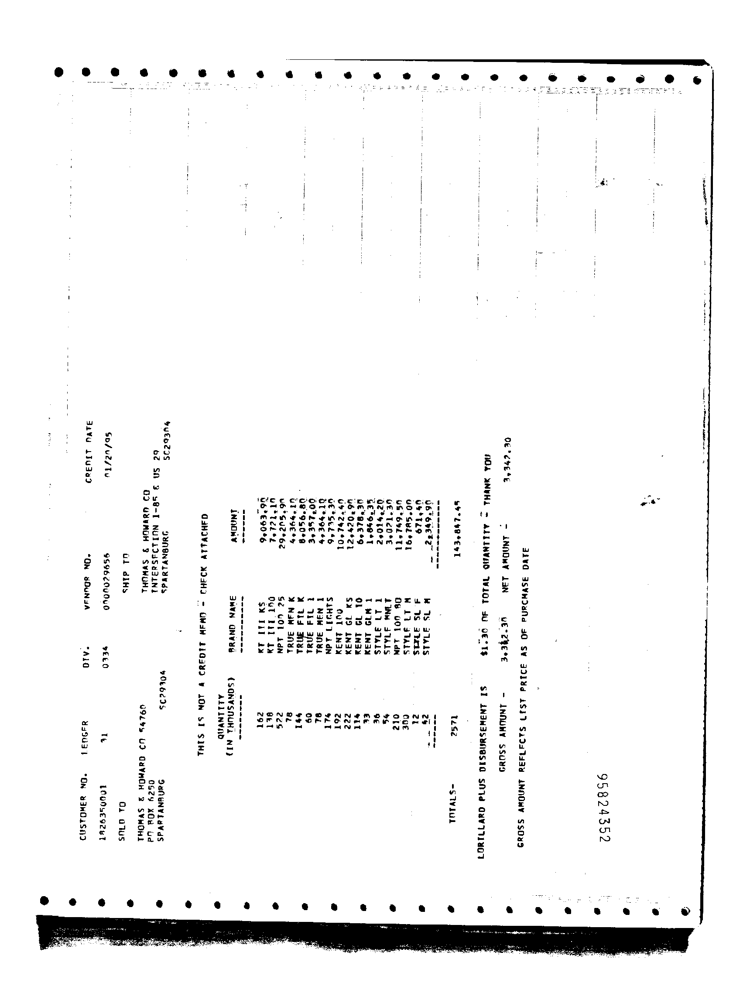 CUSTOMER NO. LEDGER DIV. VENDOR NO. CREDIT DATE
1826350001 31 0334 0000029656 01/20/95
SOLD TO SHIP TO
THOMAS & HOWARD CO 54760 THOMAS & HOWARD CO
PO BOX 6250 INTERSECTION I-85 & US 29
SPARTANBURG SC29304 SPARTANBURG SC29304
THIS IS NOT A CREDIT MEMO - CHECK ATTACHED
QUANTITY
(IN THOUSANDS) BRAND NAME AMOUNT
162 KT III KS 9,063.90
138 KT III 100 7,721.10
522 NPT 100 25 29,205.90
78 TRUE MEN K 4,364.10
144 TRUE FIL K 8,056.80
60 TRUE FIL 1 3,357.00
78 TRUE MEN 1 4,364.10
174 NPT LIGHTS 9,735.30
192 KENT 100 10,742.40
222 KENT GL KS 12,420.90
114 KENT GL 10 6,378.30
33 KENT GLM 1 1,846.35
36 STYLE LT 1 2,014.20
54 STYLE MNLT 3,021.30
210 NPT 100 80 11,749.50
300 STYLE LT M 16,785.00
12 STYLE SL F 671.40
42 STYLE SL M 2,349.90
TOTALS- 2571 143,847.45
LORILLARD PLUS DISBURSEMENT IS $1.30 OF TOTAL QUANTITY - THANK YOU
GROSS AMOUNT - 3,342.30 NET AMOUNT - 3,342.30
GROSS AMOUNT REFLECTS LIST PRICE AS OF PURCHASE DATE
95824352